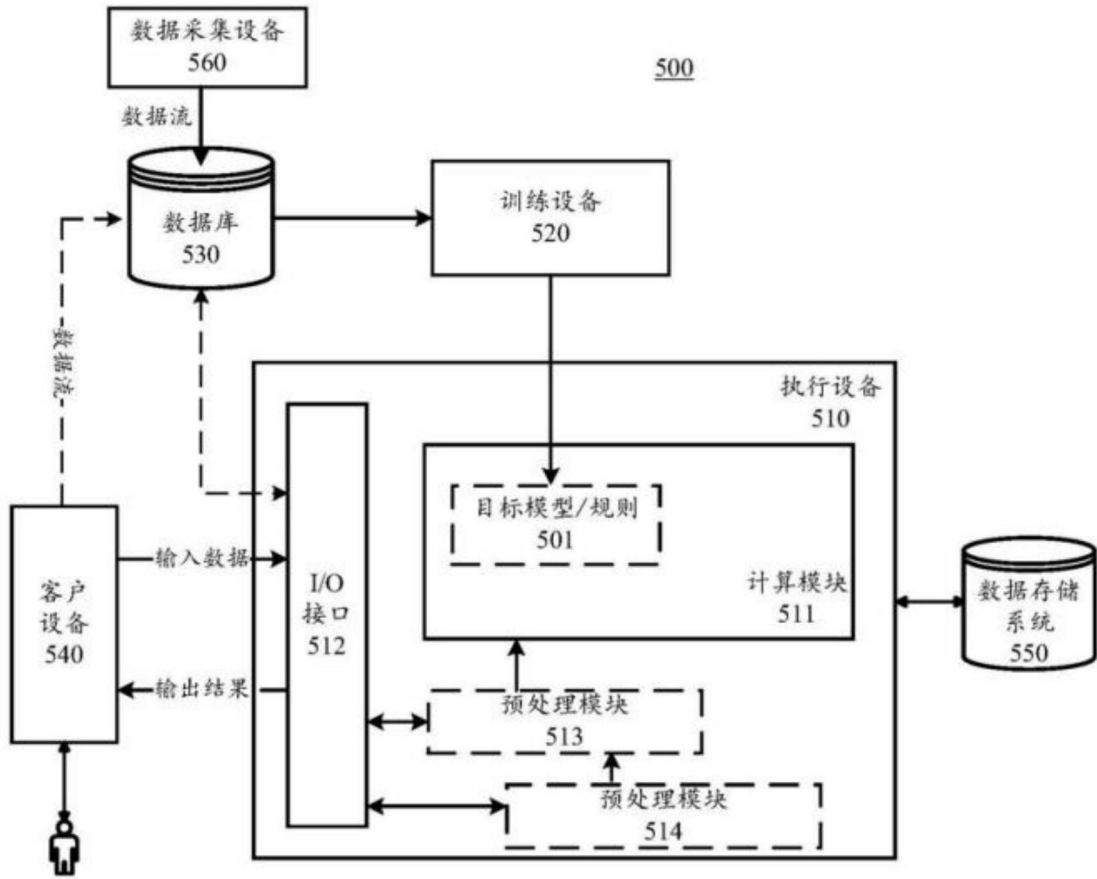 数据采集设备
560
500
数据流
数据库
530
训练设备
520
数据流
执行设备
510
目标模型/规则
501
计算模块
511
I/O
接口
512
输入数据
输出结果
客户
设备
540
数据存储
系统
550
预处理模块
513
预处理模块
514